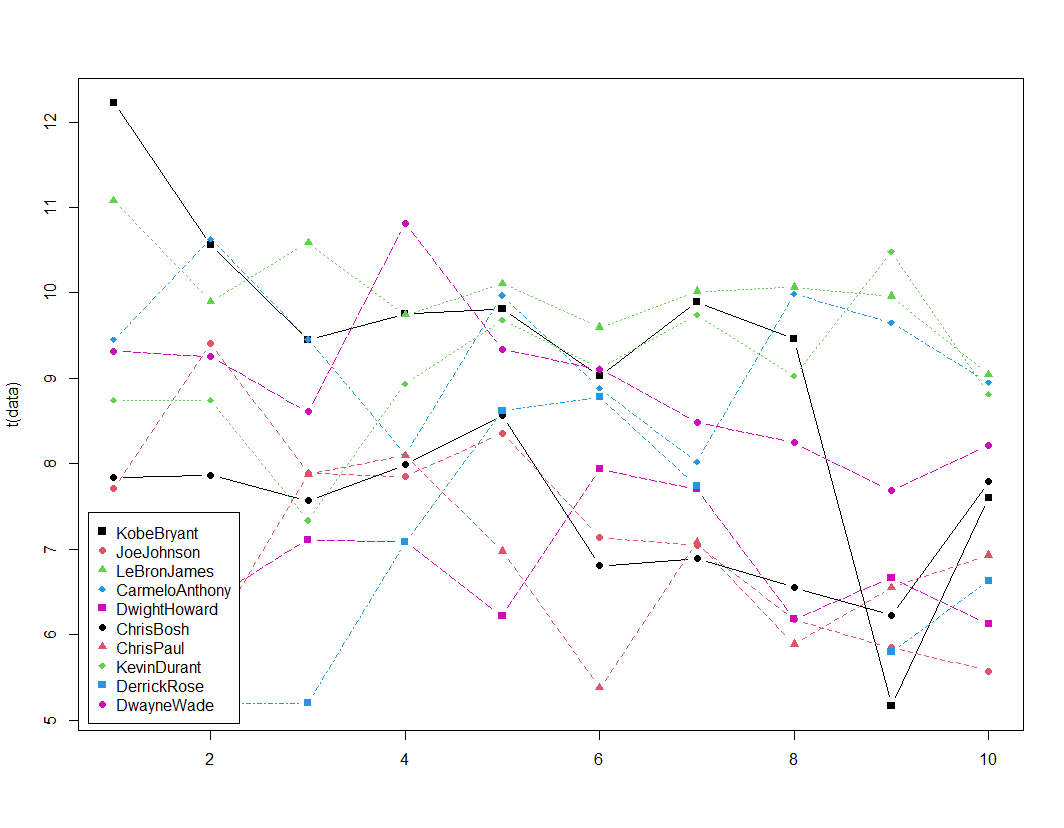 12
11
10
9
8
7
6
5
t(data)
KobeBryant
JoeJohnson
LeBronJames
CarmeloAnthony
DwightHoward
ChrisBosh
ChrisPaul
KevinDurant
DerrickRose
DwayneWade
2 4 6 8 10